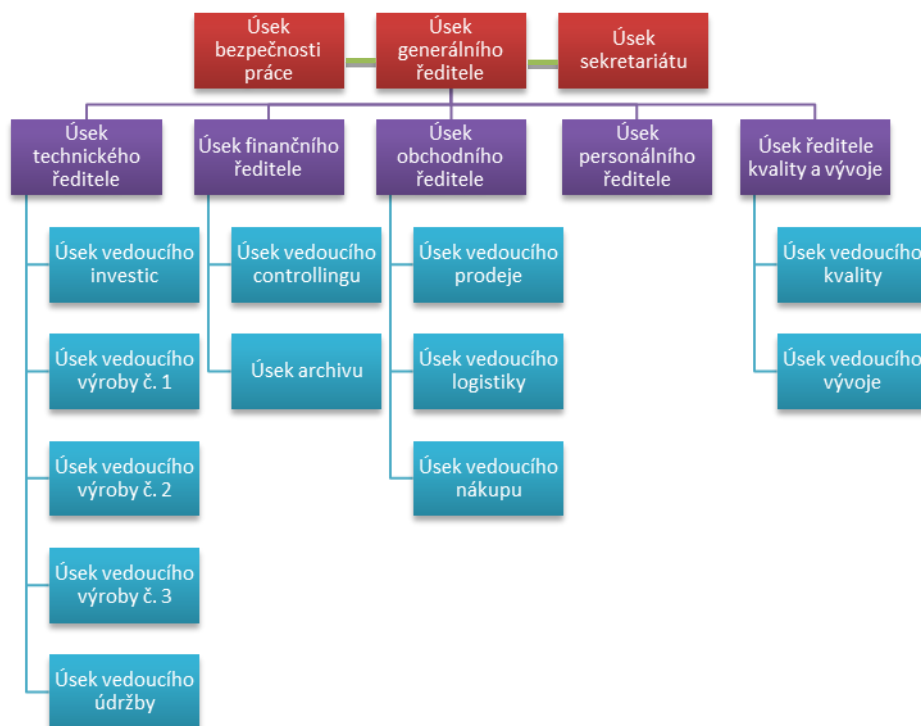 Úsek
bezpečnosti
práce
Úsek
generálního
ředitele
Úsek
sekretariátu
Úsek
technického
ředitele
Úsek finančního
ředitele
Úsek
obchodního
ředitele
Úsek
personálního
ředitele
Úsek ředitele
kvality a vývoje
Úsek vedoucího
investic
Úsek vedoucího
výroby č. 1
Úsek vedoucího
výroby č. 2
Úsek vedoucího
výroby č. 3
Úsek vedoucího
údržby
Úsek vedoucího
controllingu
Úsek archivu
Úsek vedoucího
prodeje
Úsek vedoucího
logistiky
Úsek vedoucího
nákupu
Úsek vedoucího
kvality
Úsek vedoucího
vývoje